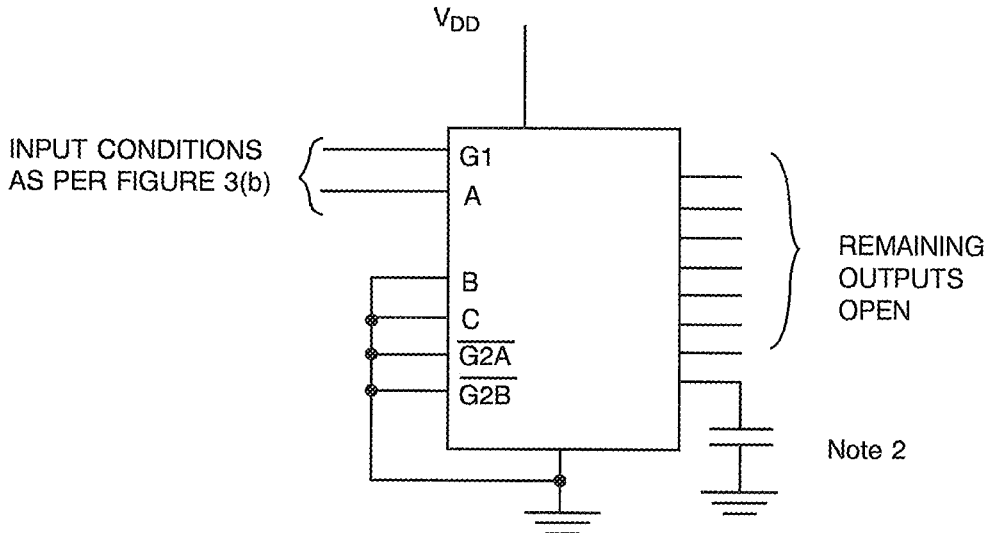 VDD
INPUT CONDITIONS
AS PER FIGURE 3(b)
G1
A
B
C
G2A
G2B
REMAINING
OUTPUTS
OPEN
Note 2